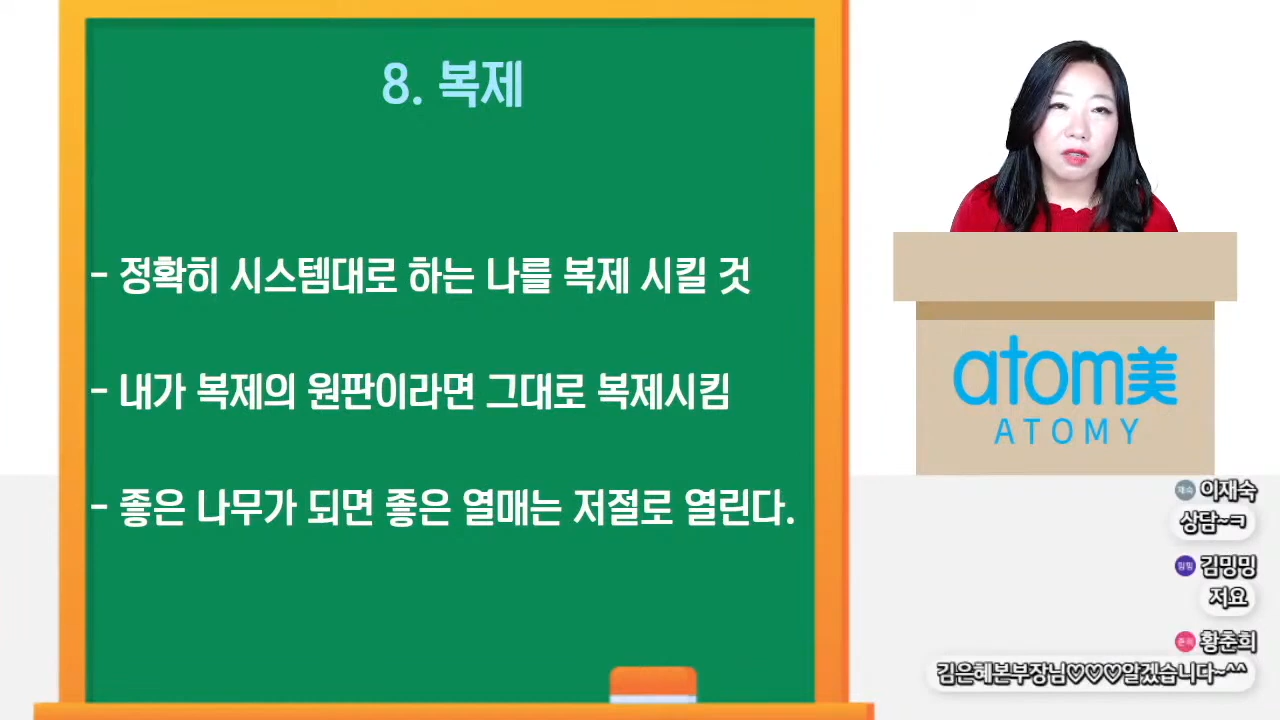 8. 복제
- 정확히 시스템대로 하는 나를 복제 시킬 것
- 내가 복제의 원판이라면 그대로 복제시킴
- 좋은 나무가 되면 좋은 열매는 저절로 열린다.
atom美
ATOMY
이재숙
상담~ㅋ
김밍밍
저요
황춘희
김은혜본부장님♡♡♡알겠습니다~^^